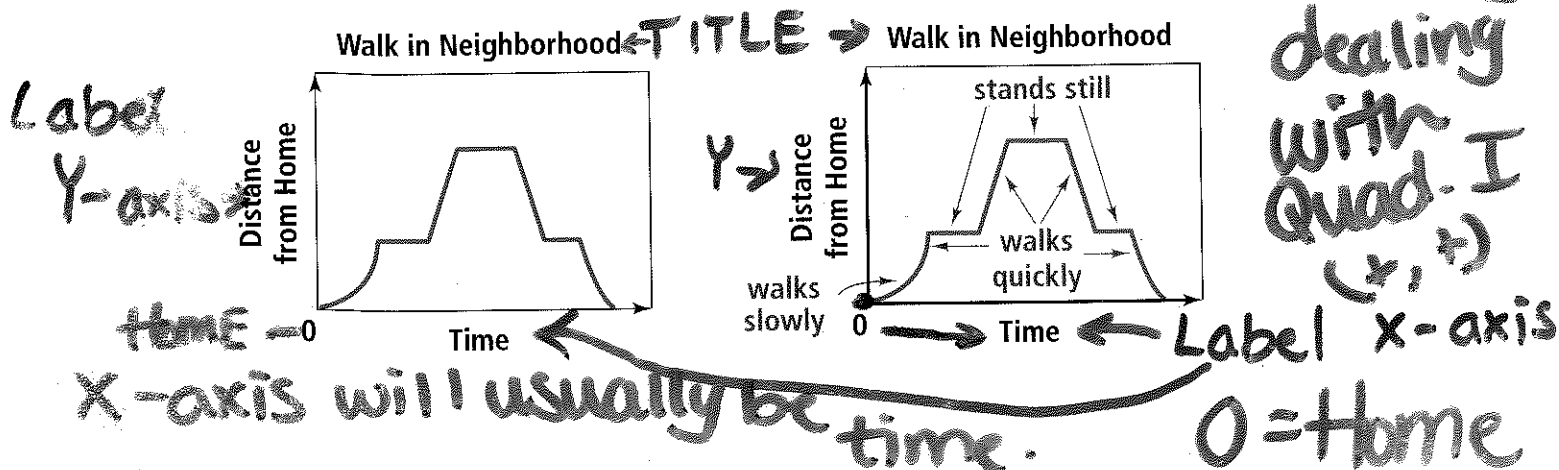 Walk in Neighborhood ← TITLE → Walk in Neighborhood
Label
Y-axis
Distance
from Home
HOME - 0
Time
Y →
Distance
from Home
stands still
walks
quickly
walks
slowly
0
Time
Label x-axis
dealing
with
Quad. I
(+, +)
X-axis will usually be
time.
0 = Home